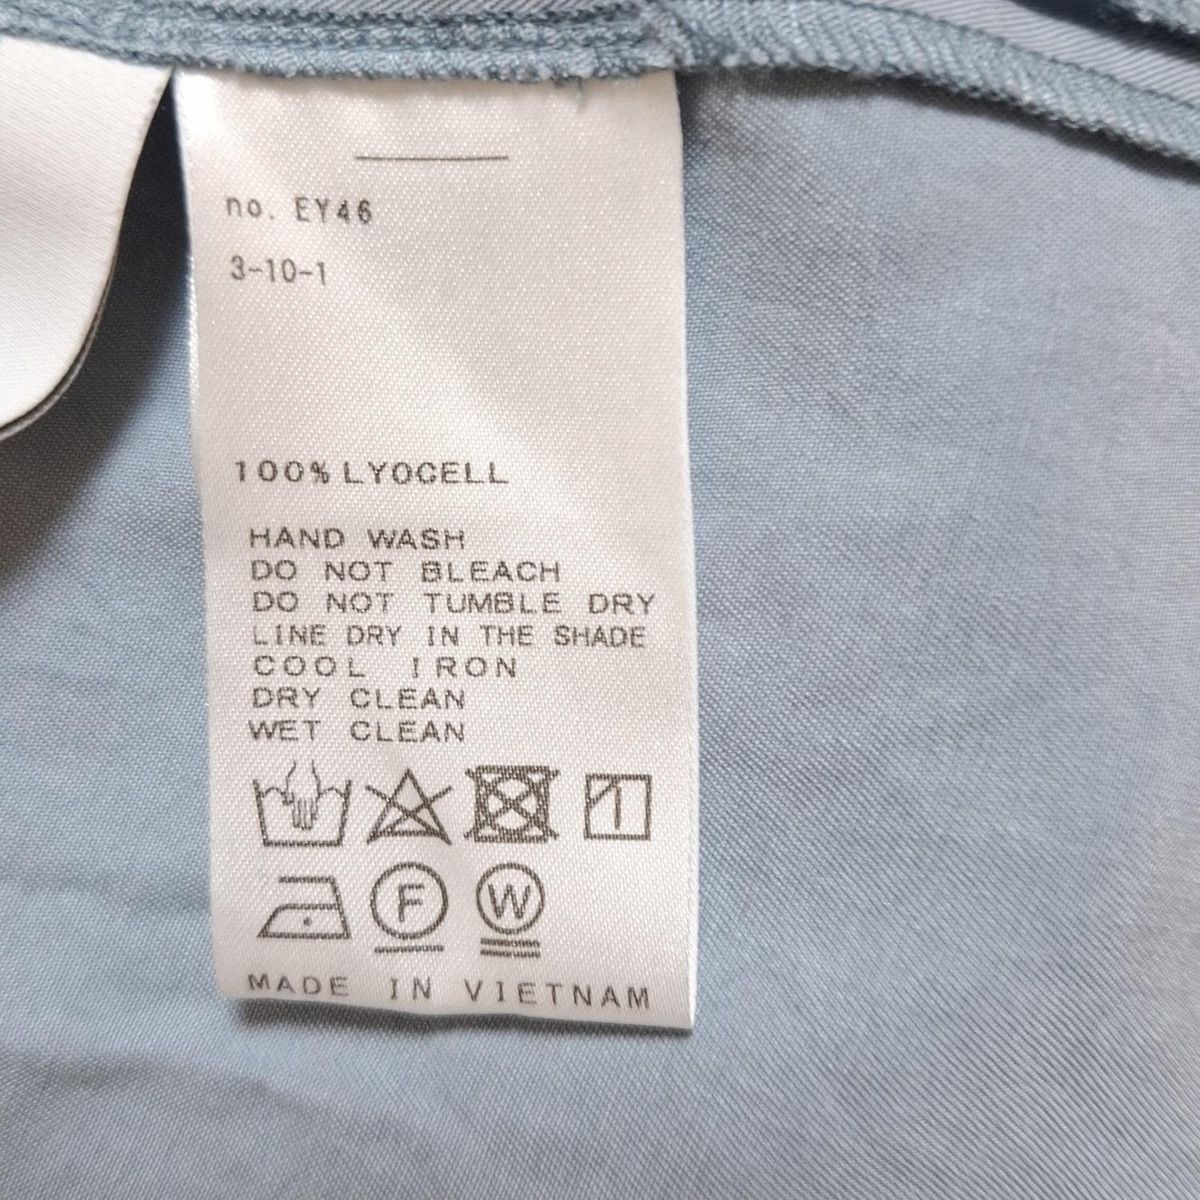 no. EY46
3-10-1
100% LYOCELL
HAND WASH
DO NOT BLEACH
DO NOT TUMBLE DRY
LINE DRY IN THE SHADE
COOL IRON
DRY CLEAN
WET CLEAN
F W
MADE IN VIETNAM